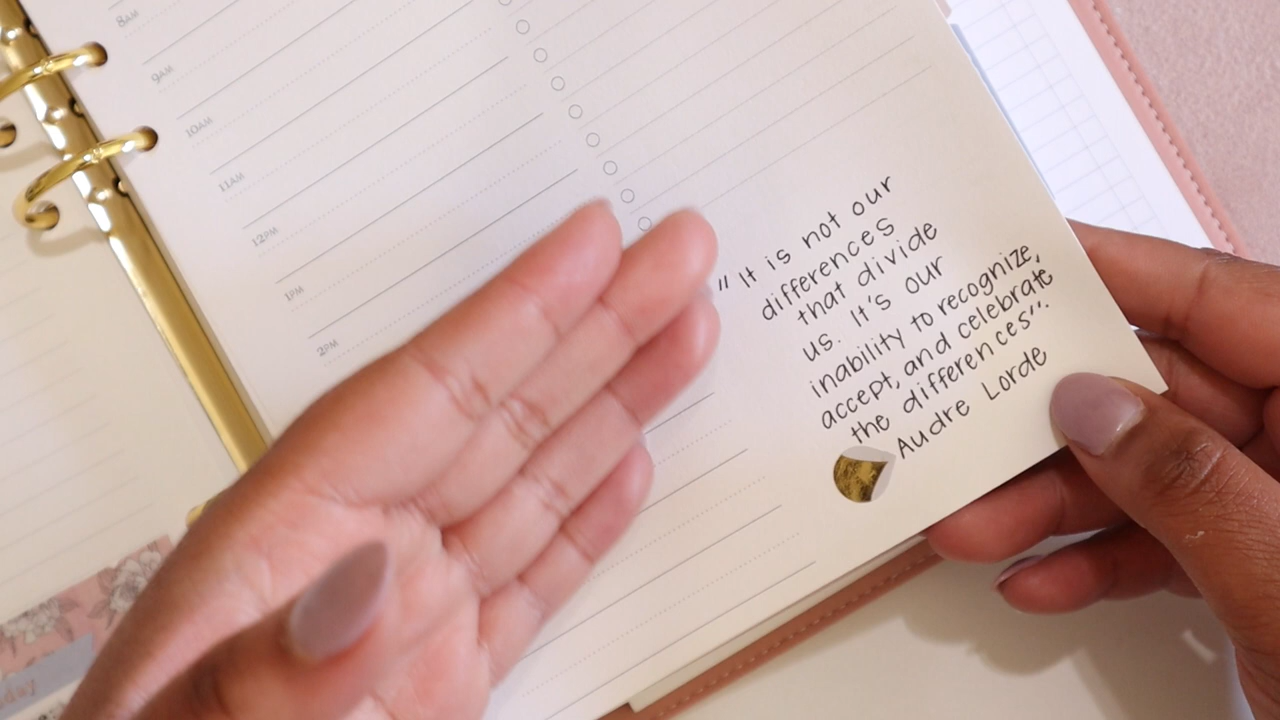 8AM
9AM
10AM
11AM
12PM
1PM
2PM
"It is not our
differences
that divide
us. It's our
inability to recognize,
accept, and celebrate
the differences".
Audre Lorde
day